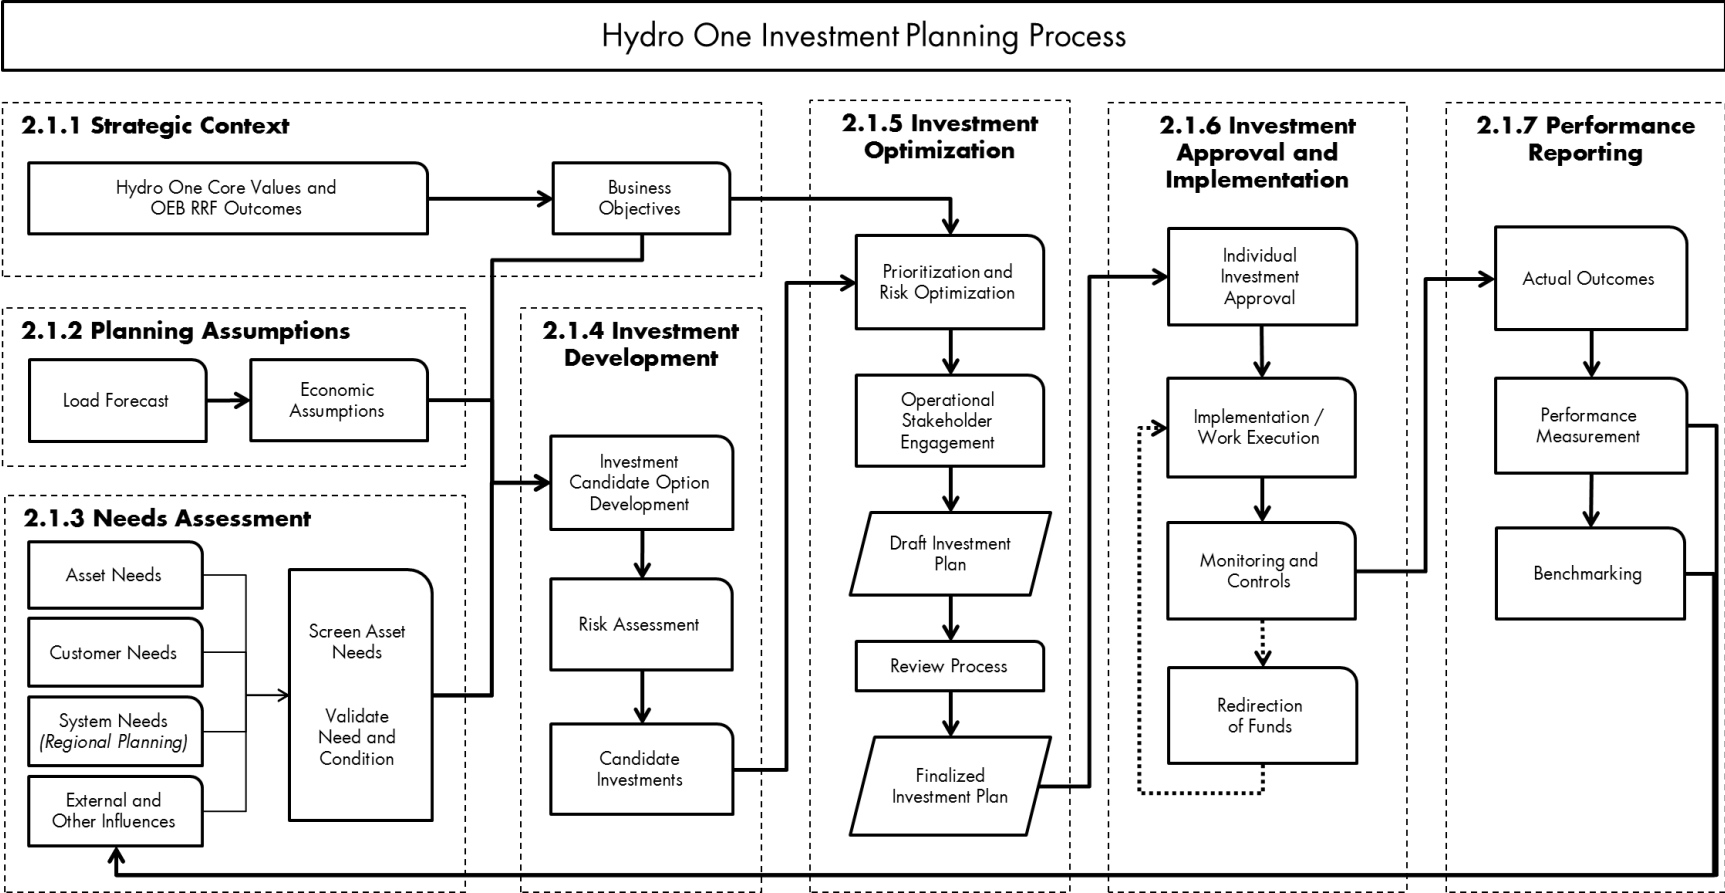 Hydro One Investment Planning Process
2.1.1 Strategic Context
Hydro One Core Values and
OEB RRF Outcomes
Business
Objectives
2.1.2 Planning Assumptions
Load Forecast
Economic
Assumptions
2.1.3 Needs Assessment
Asset Needs
Customer Needs
System Needs
(Regional Planning)
External and
Other Influences
Screen Asset
Needs
Validate
Need and
Condition
2.1.4 Investment
Development
Investment
Candidate Option
Development
Risk Assessment
Candidate
Investments
2.1.5 Investment
Optimization
Prioritization and
Risk Optimization
Operational
Stakeholder
Engagement
Draft Investment
Plan
Review Process
Finalized
Investment Plan
2.1.6 Investment
Approval and
Implementation
Individual
Investment
Approval
Implementation /
Work Execution
Monitoring and
Controls
Redirection
of Funds
2.1.7 Performance
Reporting
Actual Outcomes
Performance
Measurement
Benchmarking